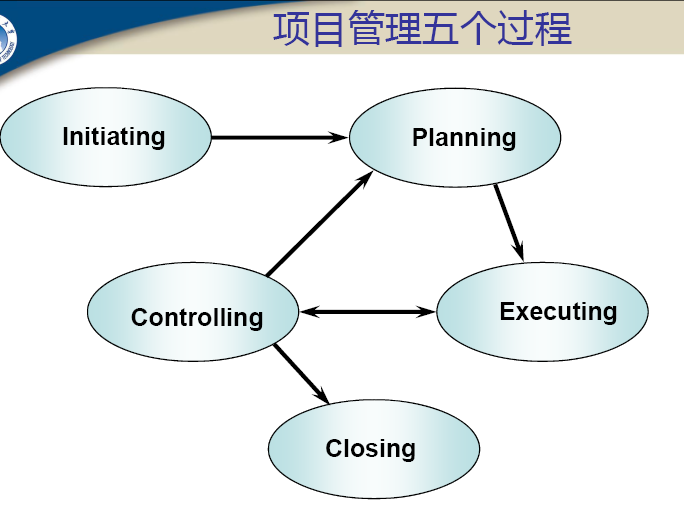 项目管理五个过程
Initiating
Planning
Controlling
Executing
Closing